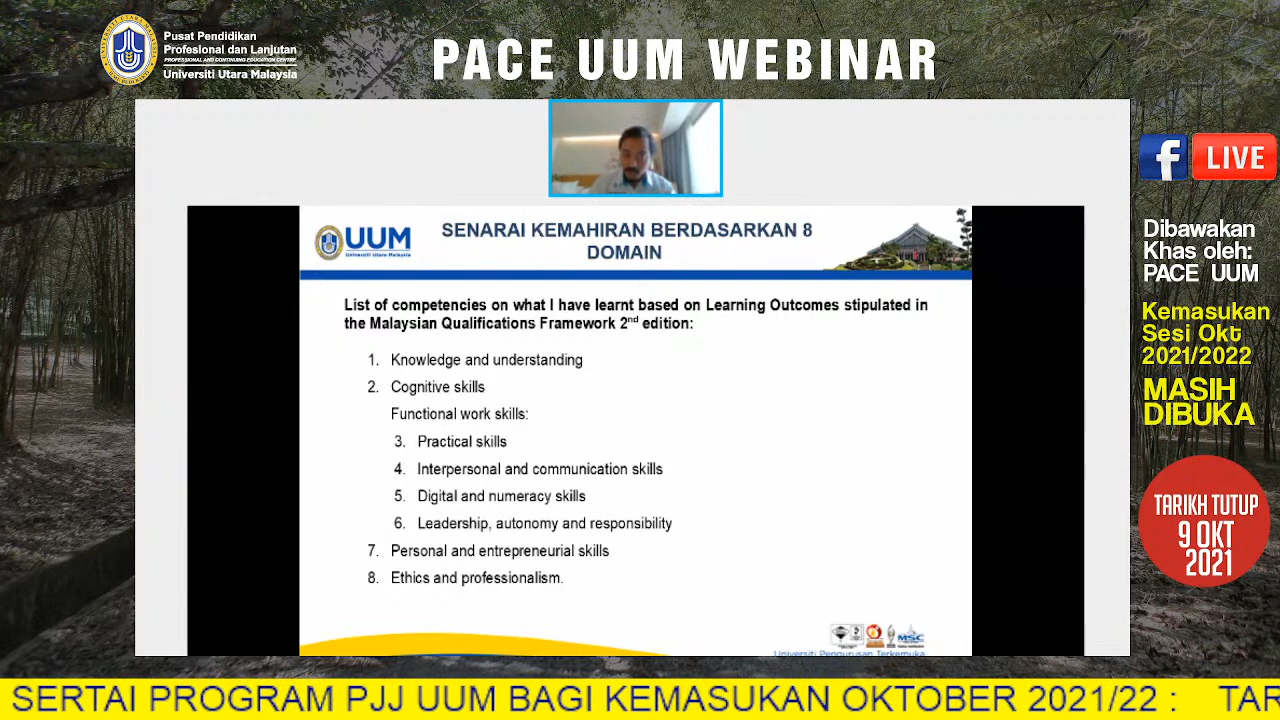 Pusat Pendidikan
Profesional dan Lanjutan
PROFESSIONAL AND CONTINUING EDUCATION CENTRE
Universiti Utara Malaysia
PACE UUM WEBINAR
f LIVE
Dibawakan
Khas oleh:
PACE UUM
Kemasukan
Sesi Okt
2021/2022
MASIH
DIBUKA
TARIKH TUTUP
9 OKT
2021
UUM
Universiti Utara Malaysia
SENARAI KEMAHIRAN BERDASARKAN 8
DOMAIN
List of competencies on what I have learnt based on Learning Outcomes stipulated in
the Malaysian Qualifications Framework 2nd edition:
1. Knowledge and understanding
2. Cognitive skills
Functional work skills:
3. Practical skills
4. Interpersonal and communication skills
5. Digital and numeracy skills
6. Leadership, autonomy and responsibility
7. Personal and entrepreneurial skills
8. Ethics and professionalism.
MSC
Universiti Pengurusan Terkemuka
SERTAI PROGRAM PJJ UUM BAGI KEMASUKAN OKTOBER 2021/22 : TAR